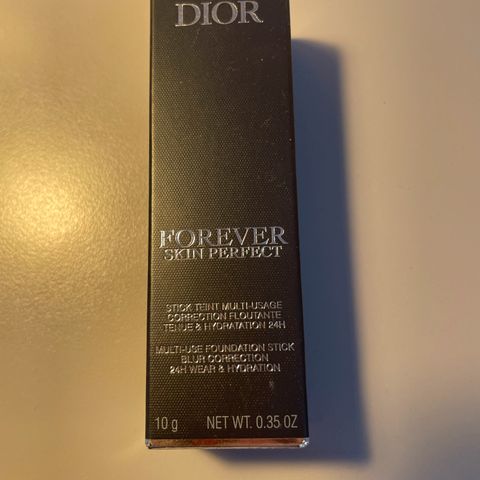 DIOR
FOREVER
SKIN PERFECT
STICK TEINT MULTI-USAGE
CORRECTION FLOUTANTE
TENUE & HYDRATATION 24H
MULTI-USE FOUNDATION STICK
BLUR CORRECTION
24H WEAR & HYDRATION
10 g NET WT. 0.35 OZ